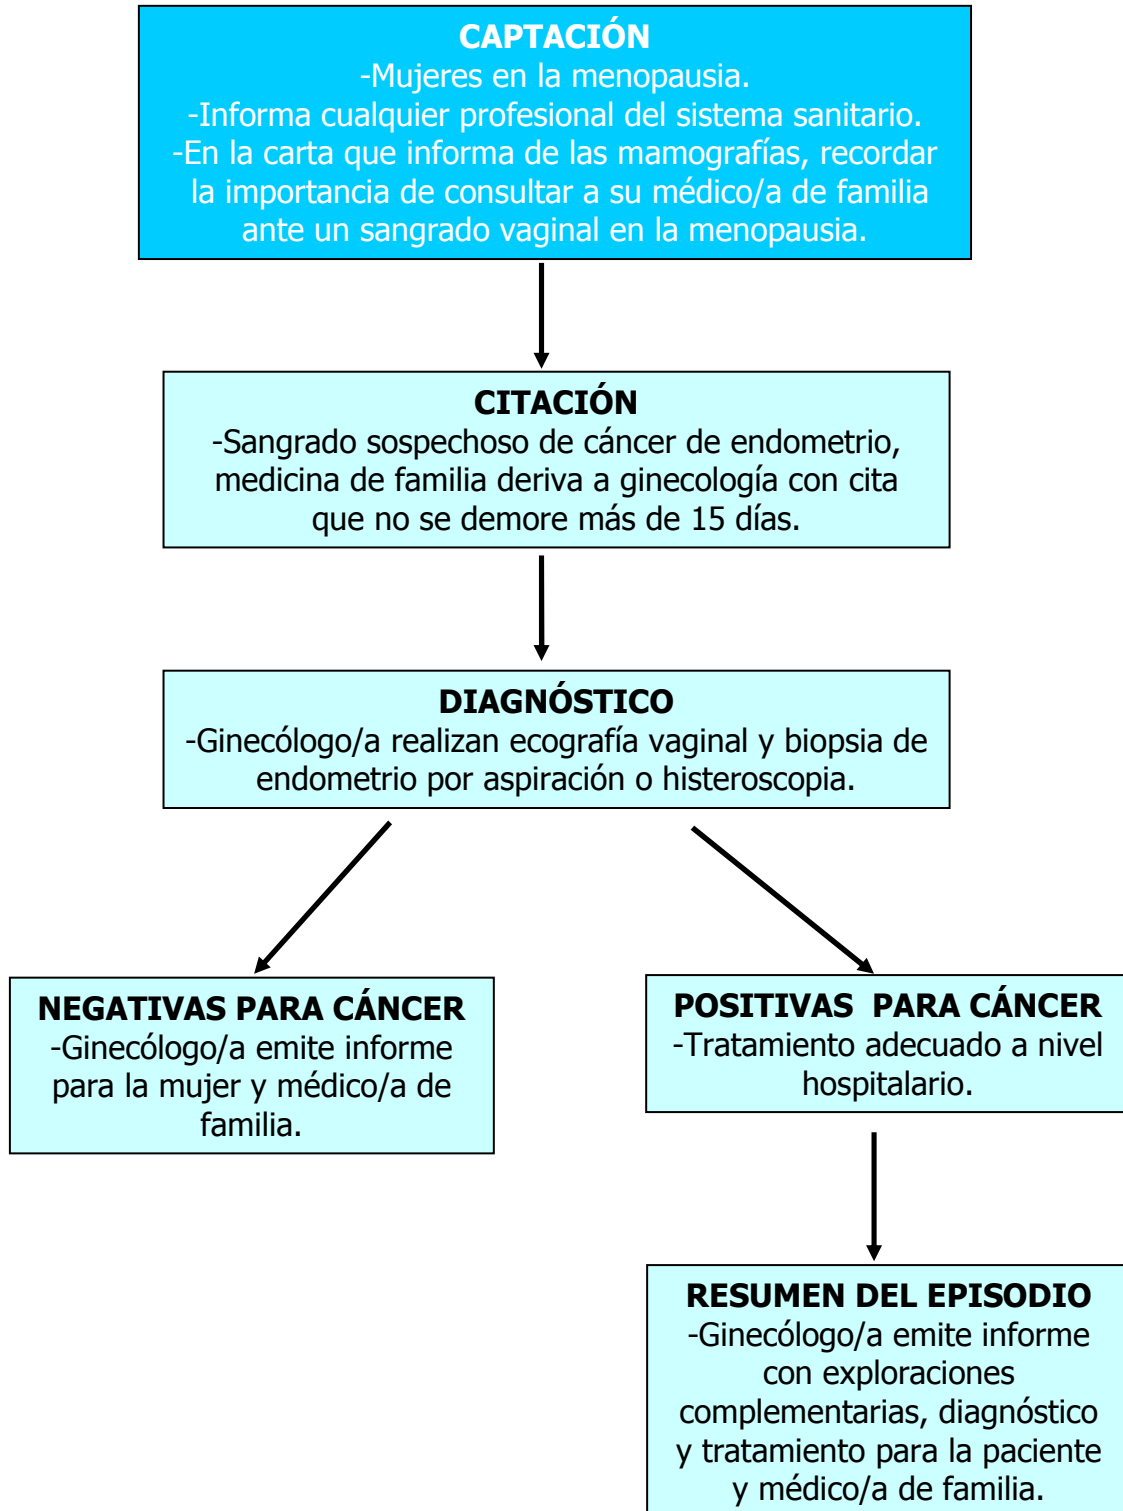 CAPTACIÓN
-Mujeres en la menopausia.
-Informa cualquier profesional del sistema sanitario.
-En la carta que informa de las mamografías, recordar
la importancia de consultar a su médico/a de familia
ante un sangrado vaginal en la menopausia.
CITACIÓN
-Sangrado sospechoso de cáncer de endometrio,
medicina de familia deriva a ginecología con cita
que no se demore más de 15 días.
DIAGNÓSTICO
-Ginecólogo/a realizan ecografía vaginal y biopsia de
endometrio por aspiración o histeroscopia.
NEGATIVAS PARA CÁNCER
-Ginecólogo/a emite informe
para la mujer y médico/a de
familia.
POSITIVAS PARA CÁNCER
-Tratamiento adecuado a nivel
hospitalario.
RESUMEN DEL EPISODIO
-Ginecólogo/a emite informe
con exploraciones
complementarias, diagnóstico
y tratamiento para la paciente
y médico/a de familia.